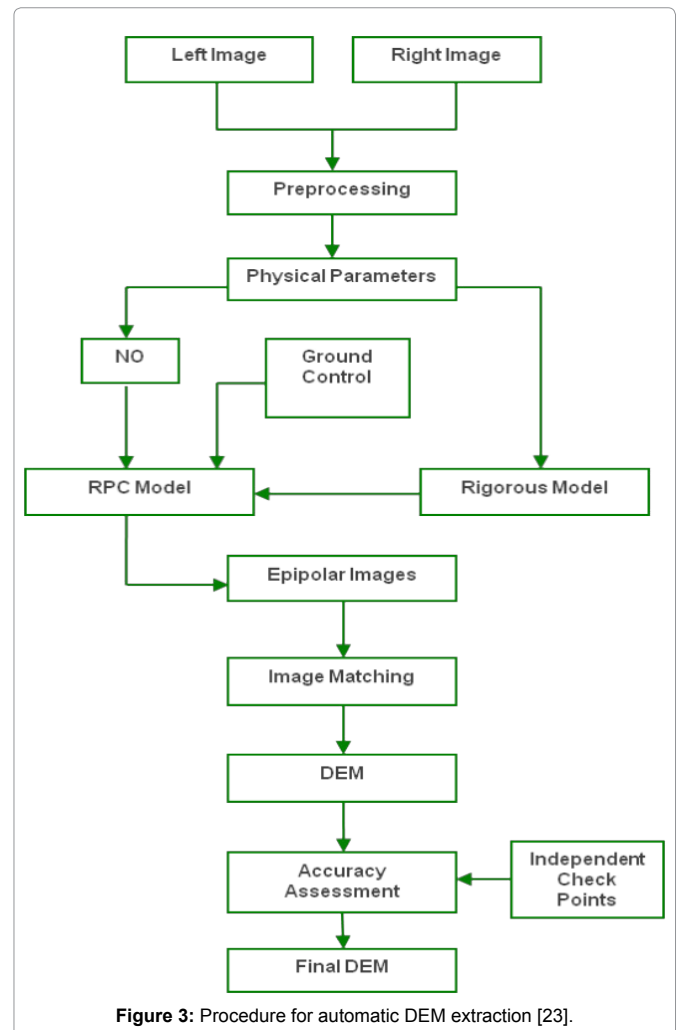 Left Image
Right Image
Preprocessing
Physical Parameters
NO
Ground
Control
RPC Model
Rigorous Model
Epipolar Images
Image Matching
DEM
Accuracy
Assessment
Independent
Check
Points
Final DEM
Figure 3: Procedure for automatic DEM extraction [23].